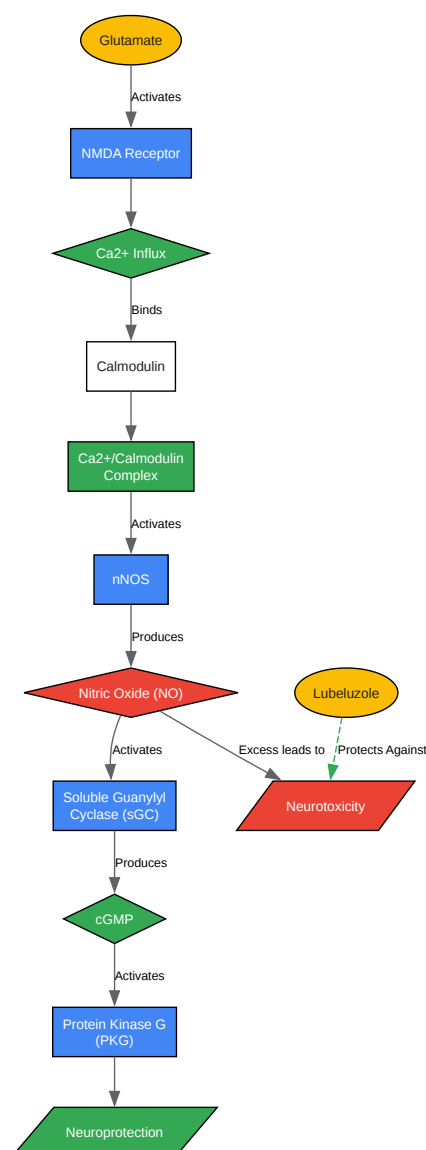 Glutamate
Activates
NMDA Receptor
Ca2+ Influx
Binds
Calmodulin
Ca2+/Calmodulin
Complex
Activates
nNOS
Produces
Nitric Oxide (NO)
Lubeluzole
Activates
Excess leads to
Protects Against
Soluble Guanylyl
Cyclase (sGC)
Neurotoxicity
Produces
cGMP
Activates
Protein Kinase G
(PKG)
Neuroprotection